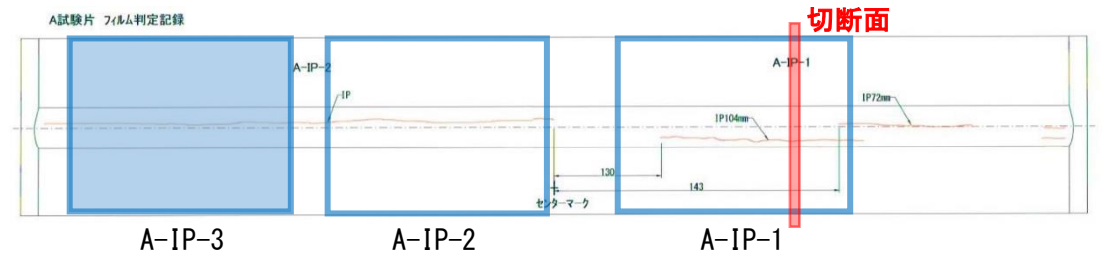 A試験片 フィルム判定記録
切断面
A-IP-2
A-IP-1
IP
IP104mm
IP72mm
130
143
センターマーク
A-IP-3
A-IP-2
A-IP-1